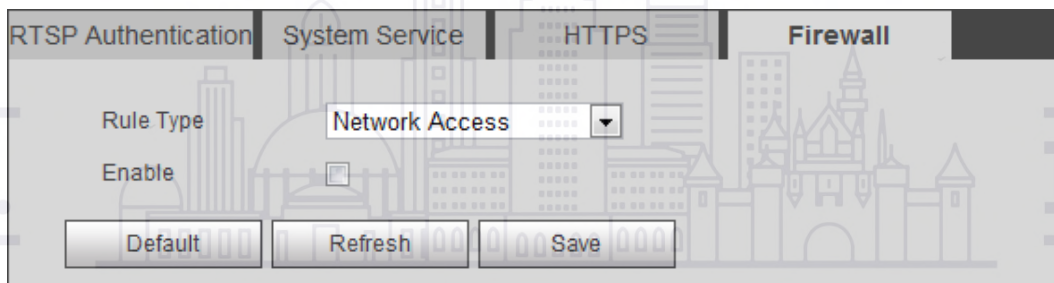 RTSP Authentication System Service HTTPS Firewall
Rule Type Network Access
Enable
Default Refresh Save